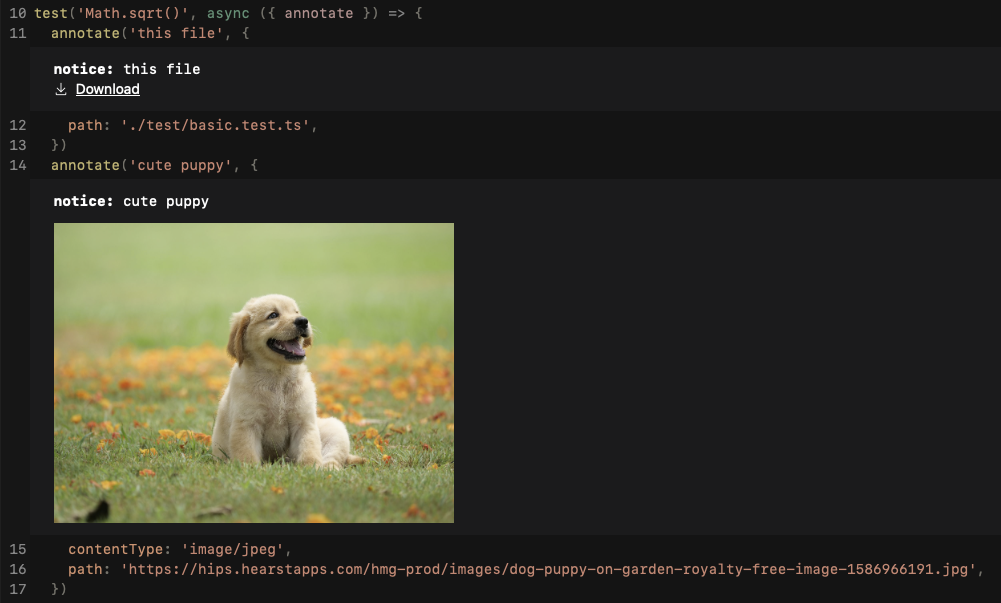 10 test('Math.sqrt()', async ({ annotate }) => {
11 annotate('this file', {
notice: this file
Download
12 path: './test/basic.test.ts',
13 })
14 annotate('cute puppy', {
notice: cute puppy
15 contentType: 'image/jpeg',
16 path: 'https://hips.hearstapps.com/hmg-prod/images/dog-puppy-on-garden-royalty-free-image-1586966191.jpg',
17 })